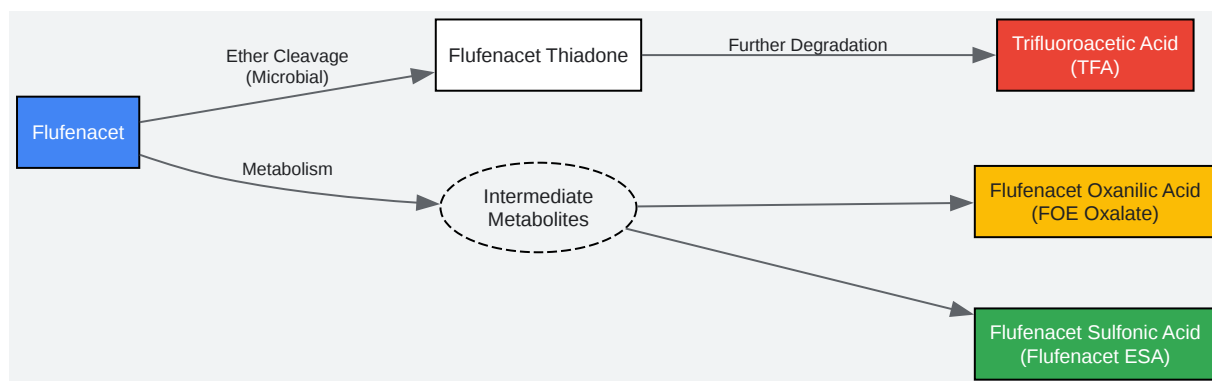 Flufenacet
Ether Cleavage
(Microbial)
Flufenacet Thiadone
Further Degradation
Trifluoroacetic Acid
(TFA)
Metabolism
Intermediate
Metabolites
Flufenacet Oxanilic Acid
(FOE Oxalate)
Flufenacet Sulfonic Acid
(Flufenacet ESA)